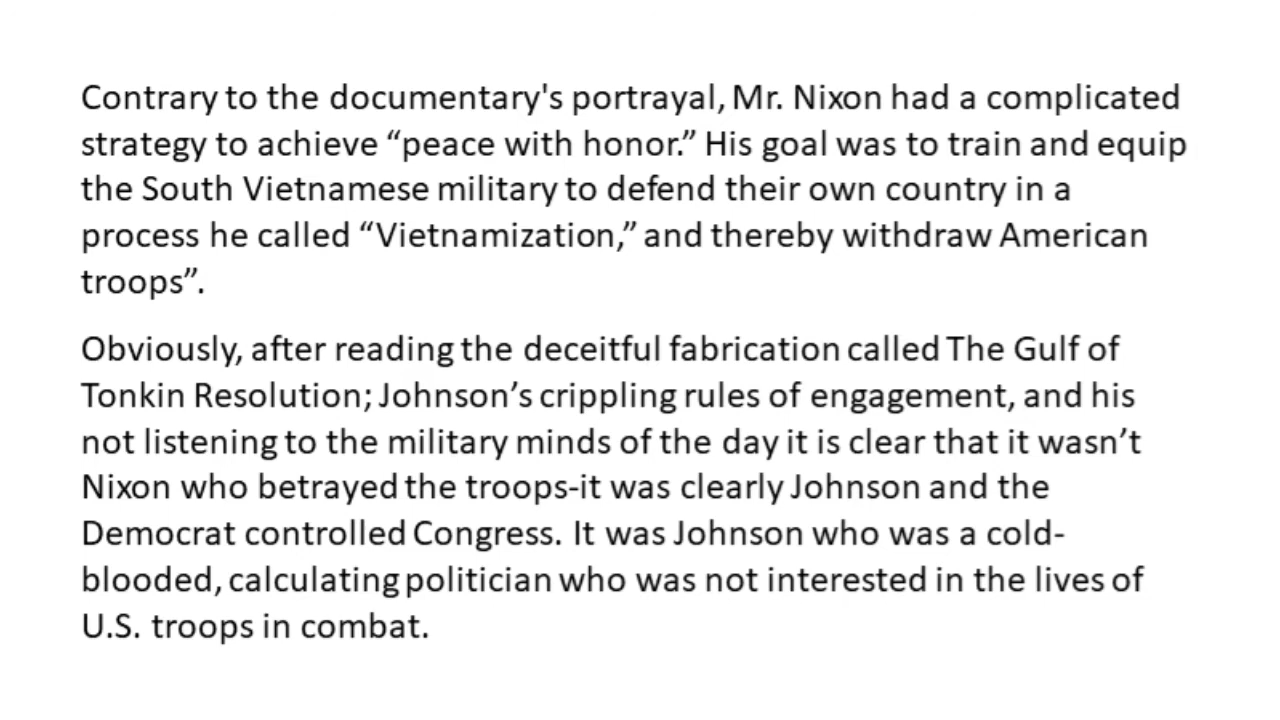 Contrary to the documentary's portrayal, Mr. Nixon had a complicated
strategy to achieve “peace with honor.” His goal was to train and equip
the South Vietnamese military to defend their own country in a
process he called “Vietnamization,” and thereby withdraw American
troops”.
Obviously, after reading the deceitful fabrication called The Gulf of
Tonkin Resolution; Johnson’s crippling rules of engagement, and his
not listening to the military minds of the day it is clear that it wasn’t
Nixon who betrayed the troops-it was clearly Johnson and the
Democrat controlled Congress. It was Johnson who was a cold-
blooded, calculating politician who was not interested in the lives of
U.S. troops in combat.